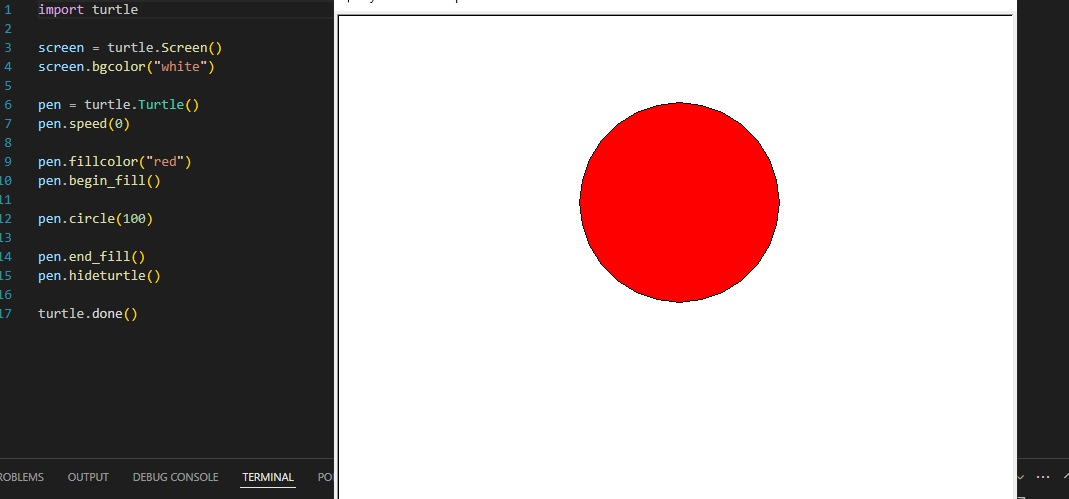 1 import turtle
2
3 screen = turtle.Screen()
4 screen.bgcolor("white")
5
6 pen = turtle.Turtle()
7 pen.speed(0)
8
9 pen.fillcolor("red")
10 pen.begin_fill()
11
12 pen.circle(100)
13
14 pen.end_fill()
15 pen.hideturtle()
16
17 turtle.done()
ROBLEMS OUTPUT DEBUG CONSOLE TERMINAL PO